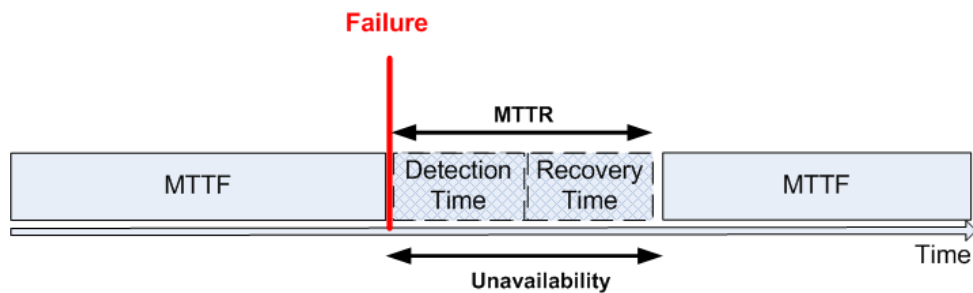 Failure
MTTR
MTTF
Detection
Time
Recovery
Time
MTTF
Time
Unavailability